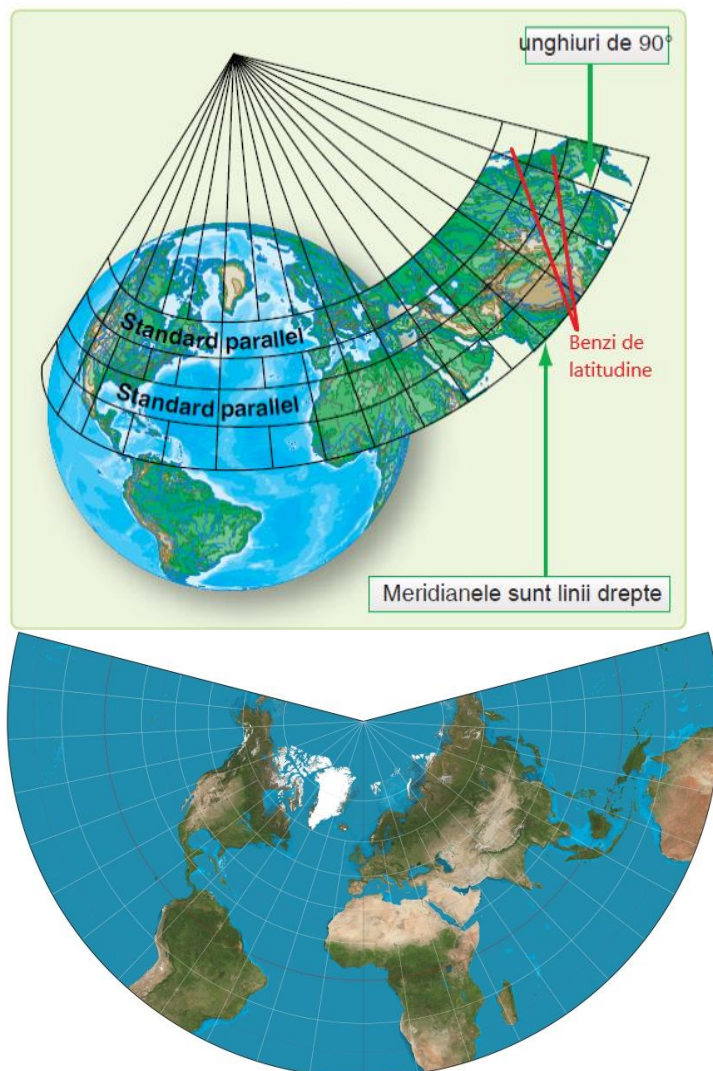 unghiuri de 90°
Standard parallel
Standard parallel
Benzi de
latitudine
Meridianele sunt linii drepte